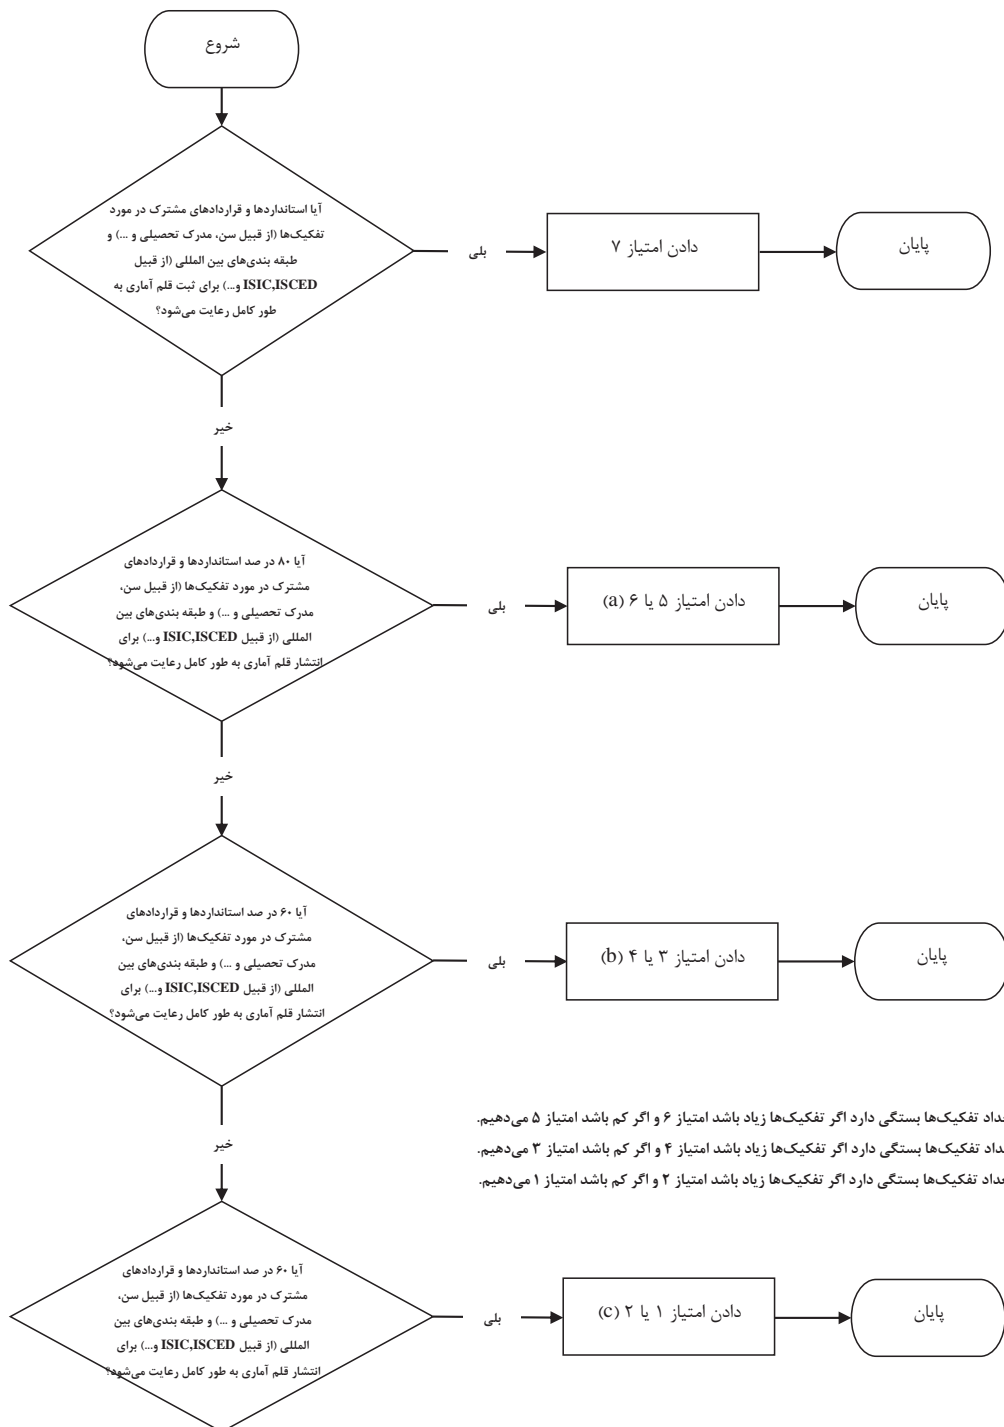 شروع
آیا استانداردها و قراردادهای مشترک در مورد
تفکیک‌ها (از قبیل سن، مدرک تحصیلی و ...) و
طبقه بندی‌های بین المللی (از قبیل
ISIC,ISCED و...) برای ثبت قلم آماری به
طور کامل رعایت می‌شود؟
بلی
دادن امتیاز ۷
پایان
خیر
آیا ۸۰ در صد استانداردها و قراردادهای
مشترک در مورد تفکیک‌ها (از قبیل سن،
مدرک تحصیلی و ...) و طبقه بندی‌های بین
المللی (از قبیل ISIC,ISCED و...) برای
انتشار قلم آماری به طور کامل رعایت می‌شود؟
بلی
دادن امتیاز ۵ یا ۶ (a)
پایان
خیر
آیا ۶۰ در صد استانداردها و قراردادهای
مشترک در مورد تفکیک‌ها (از قبیل سن،
مدرک تحصیلی و ...) و طبقه بندی‌های بین
المللی (از قبیل ISIC,ISCED و...) برای
انتشار قلم آماری به طور کامل رعایت می‌شود؟
بلی
دادن امتیاز ۳ یا ۴ (b)
پایان
خیر
تفکیک‌ها بستگی دارد اگر تفکیک‌ها زیاد باشد امتیاز ۶ و اگر کم باشد امتیاز ۵ می‌دهیم.
تفکیک‌ها بستگی دارد اگر تفکیک‌ها زیاد باشد امتیاز ۴ و اگر کم باشد امتیاز ۳ می‌دهیم.
تفکیک‌ها بستگی دارد اگر تفکیک‌ها زیاد باشد امتیاز ۲ و اگر کم باشد امتیاز ۱ می‌دهیم.
آیا ۶۰ در صد استانداردها و قراردادهای
مشترک در مورد تفکیک‌ها (از قبیل سن،
مدرک تحصیلی و ...) و طبقه بندی‌های بین
المللی (از قبیل ISIC,ISCED و...) برای
انتشار قلم آماری به طور کامل رعایت می‌شود؟
بلی
دادن امتیاز ۱ یا ۲ (c)
پایان